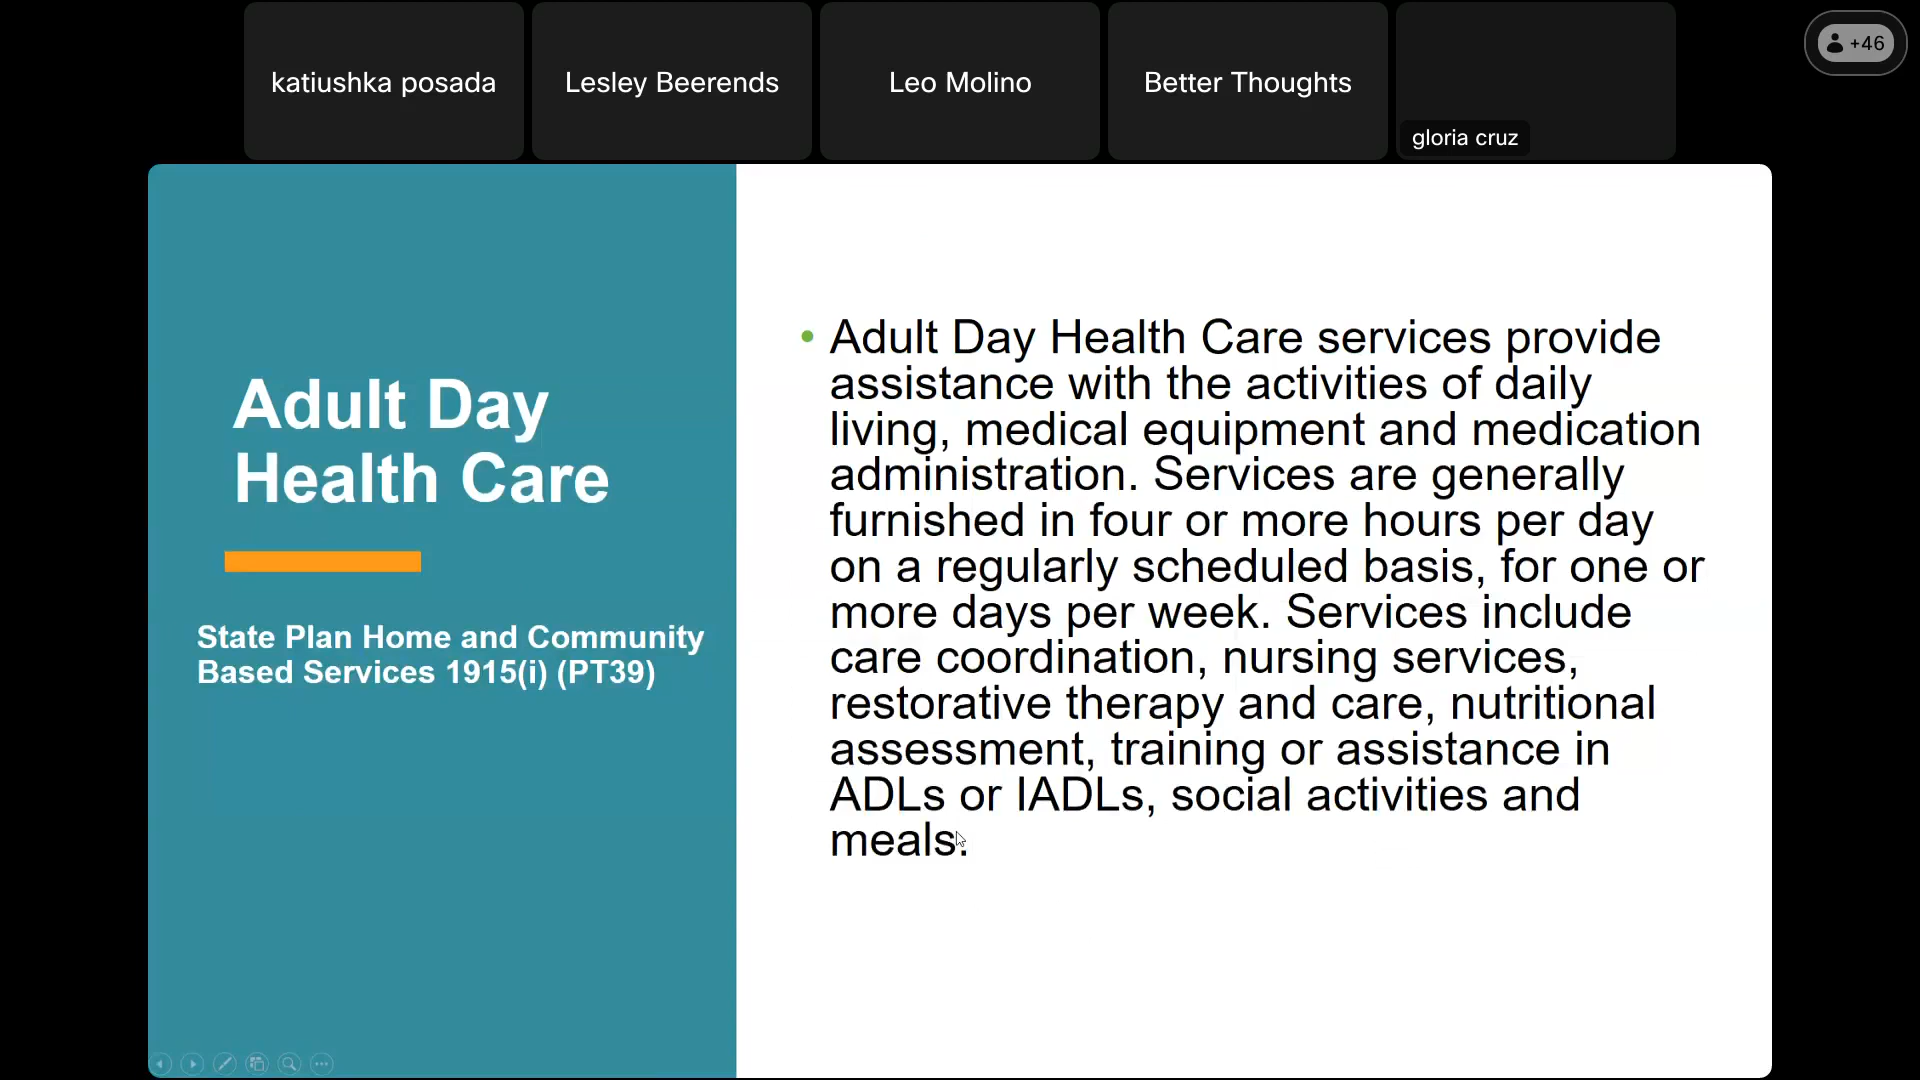 katiushka posada
Lesley Beerends
Leo Molino
Better Thoughts
gloria cruz
+46
Adult Day
Health Care
State Plan Home and Community
Based Services 1915(i) (PT39)
• Adult Day Health Care services provide
assistance with the activities of daily
living, medical equipment and medication
administration. Services are generally
furnished in four or more hours per day
on a regularly scheduled basis, for one or
more days per week. Services include
care coordination, nursing services,
restorative therapy and care, nutritional
assessment, training or assistance in
ADLs or IADLs, social activities and
meals.